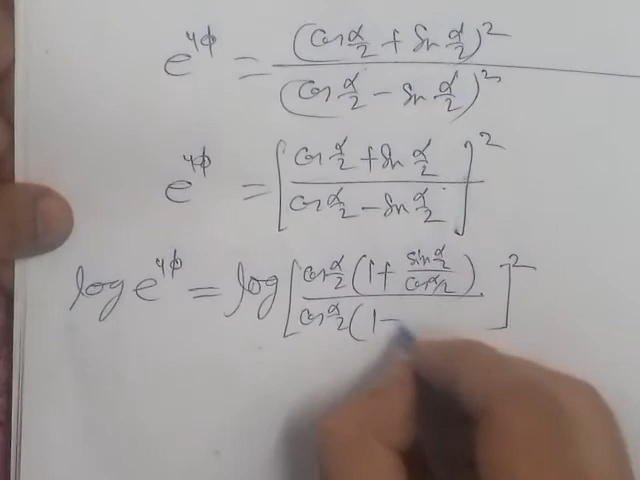 e^{4ϕ} = (cos α/2 + sin α/2)^2 / (cos α/2 - sin α/2)^2
e^{4ϕ} = [cos α/2 + sin α/2 / cos α/2 - sin α/2]^2
log e^{4ϕ} = log [cos α/2 (1 + sin α/2 / cos α/2) / cos α/2 (1 -]^2